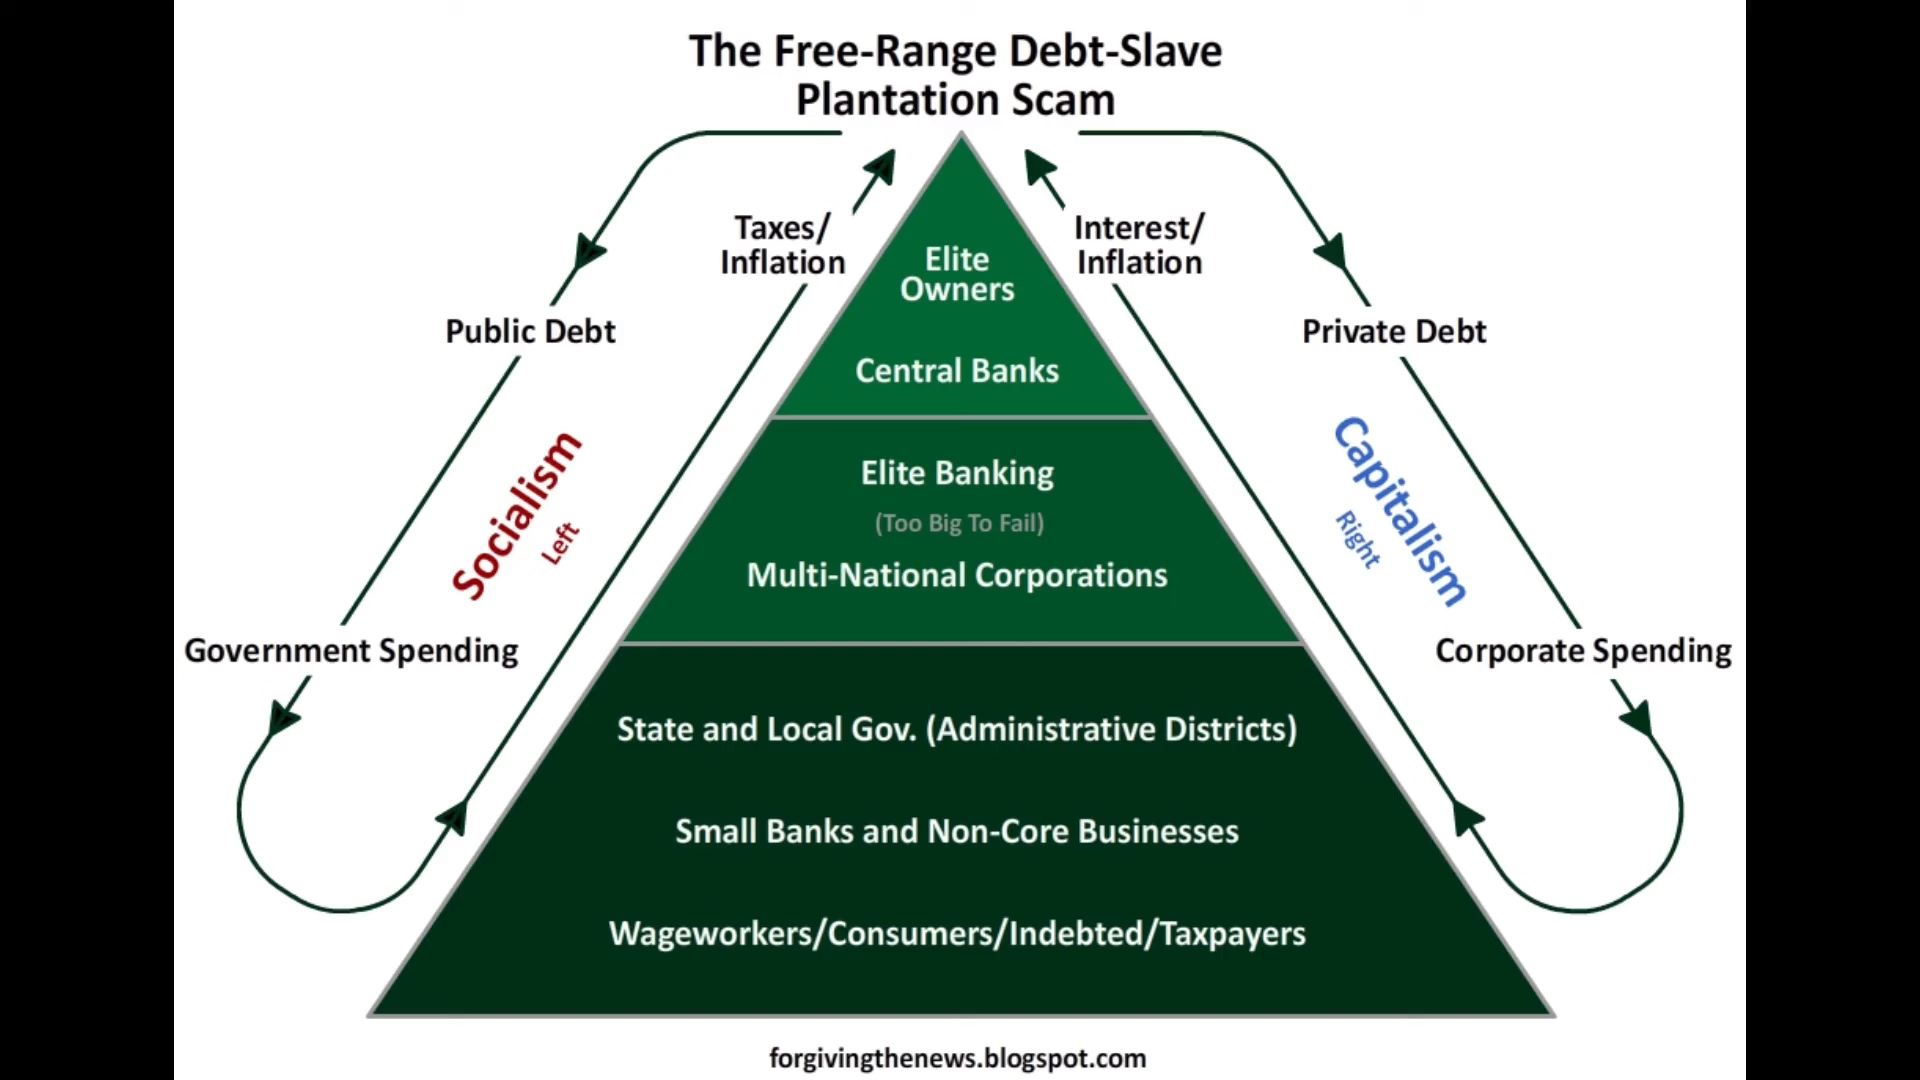 The Free-Range Debt-Slave
Plantation Scam
Taxes/
Inflation
Interest/
Inflation
Elite
Owners
Public Debt
Private Debt
Central Banks
Socialism
Left
Capitalism
Right
Elite Banking
(Too Big To Fail)
Multi-National Corporations
Government Spending
Corporate Spending
State and Local Gov. (Administrative Districts)
Small Banks and Non-Core Businesses
Wageworkers/Consumers/Indebted/Taxpayers
forgivingthenews.blogspot.com